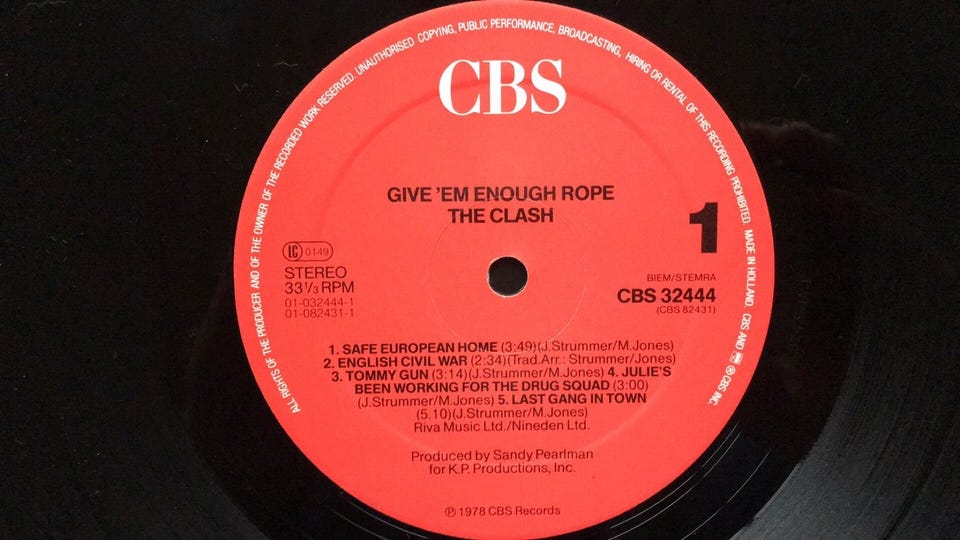 ALL RIGHTS OF THE PRODUCER AND OF THE OWNER OF THE RECORDED WORK RESERVED. UNAUTHORISED COPYING, PUBLIC PERFORMANCE, BROADCASTING, HIRING OR RENTAL OF THIS RECORDING PROHIBITED. MADE IN HOLLAND. CBS AND ℗ CBS INC.
CBS
GIVE 'EM ENOUGH ROPE
THE CLASH
1
LC 0149
STEREO
33 1/3 RPM
01-032444-1
01-082431-1
BIEM/STEMRA
CBS 32444
(CBS 82431)
1. SAFE EUROPEAN HOME (3:49)(J.Strummer/M.Jones)
2. ENGLISH CIVIL WAR (2:34)(Trad.Arr.: Strummer/Jones)
3. TOMMY GUN (3:14)(J.Strummer/M.Jones) 4. JULIE'S
BEEN WORKING FOR THE DRUG SQUAD (3:00)
(J.Strummer/M.Jones) 5. LAST GANG IN TOWN
(5.10)(J.Strummer/M.Jones)
Riva Music Ltd./Nineden Ltd.
Produced by Sandy Pearlman
for K.P. Productions, Inc.
℗ 1978 CBS Records